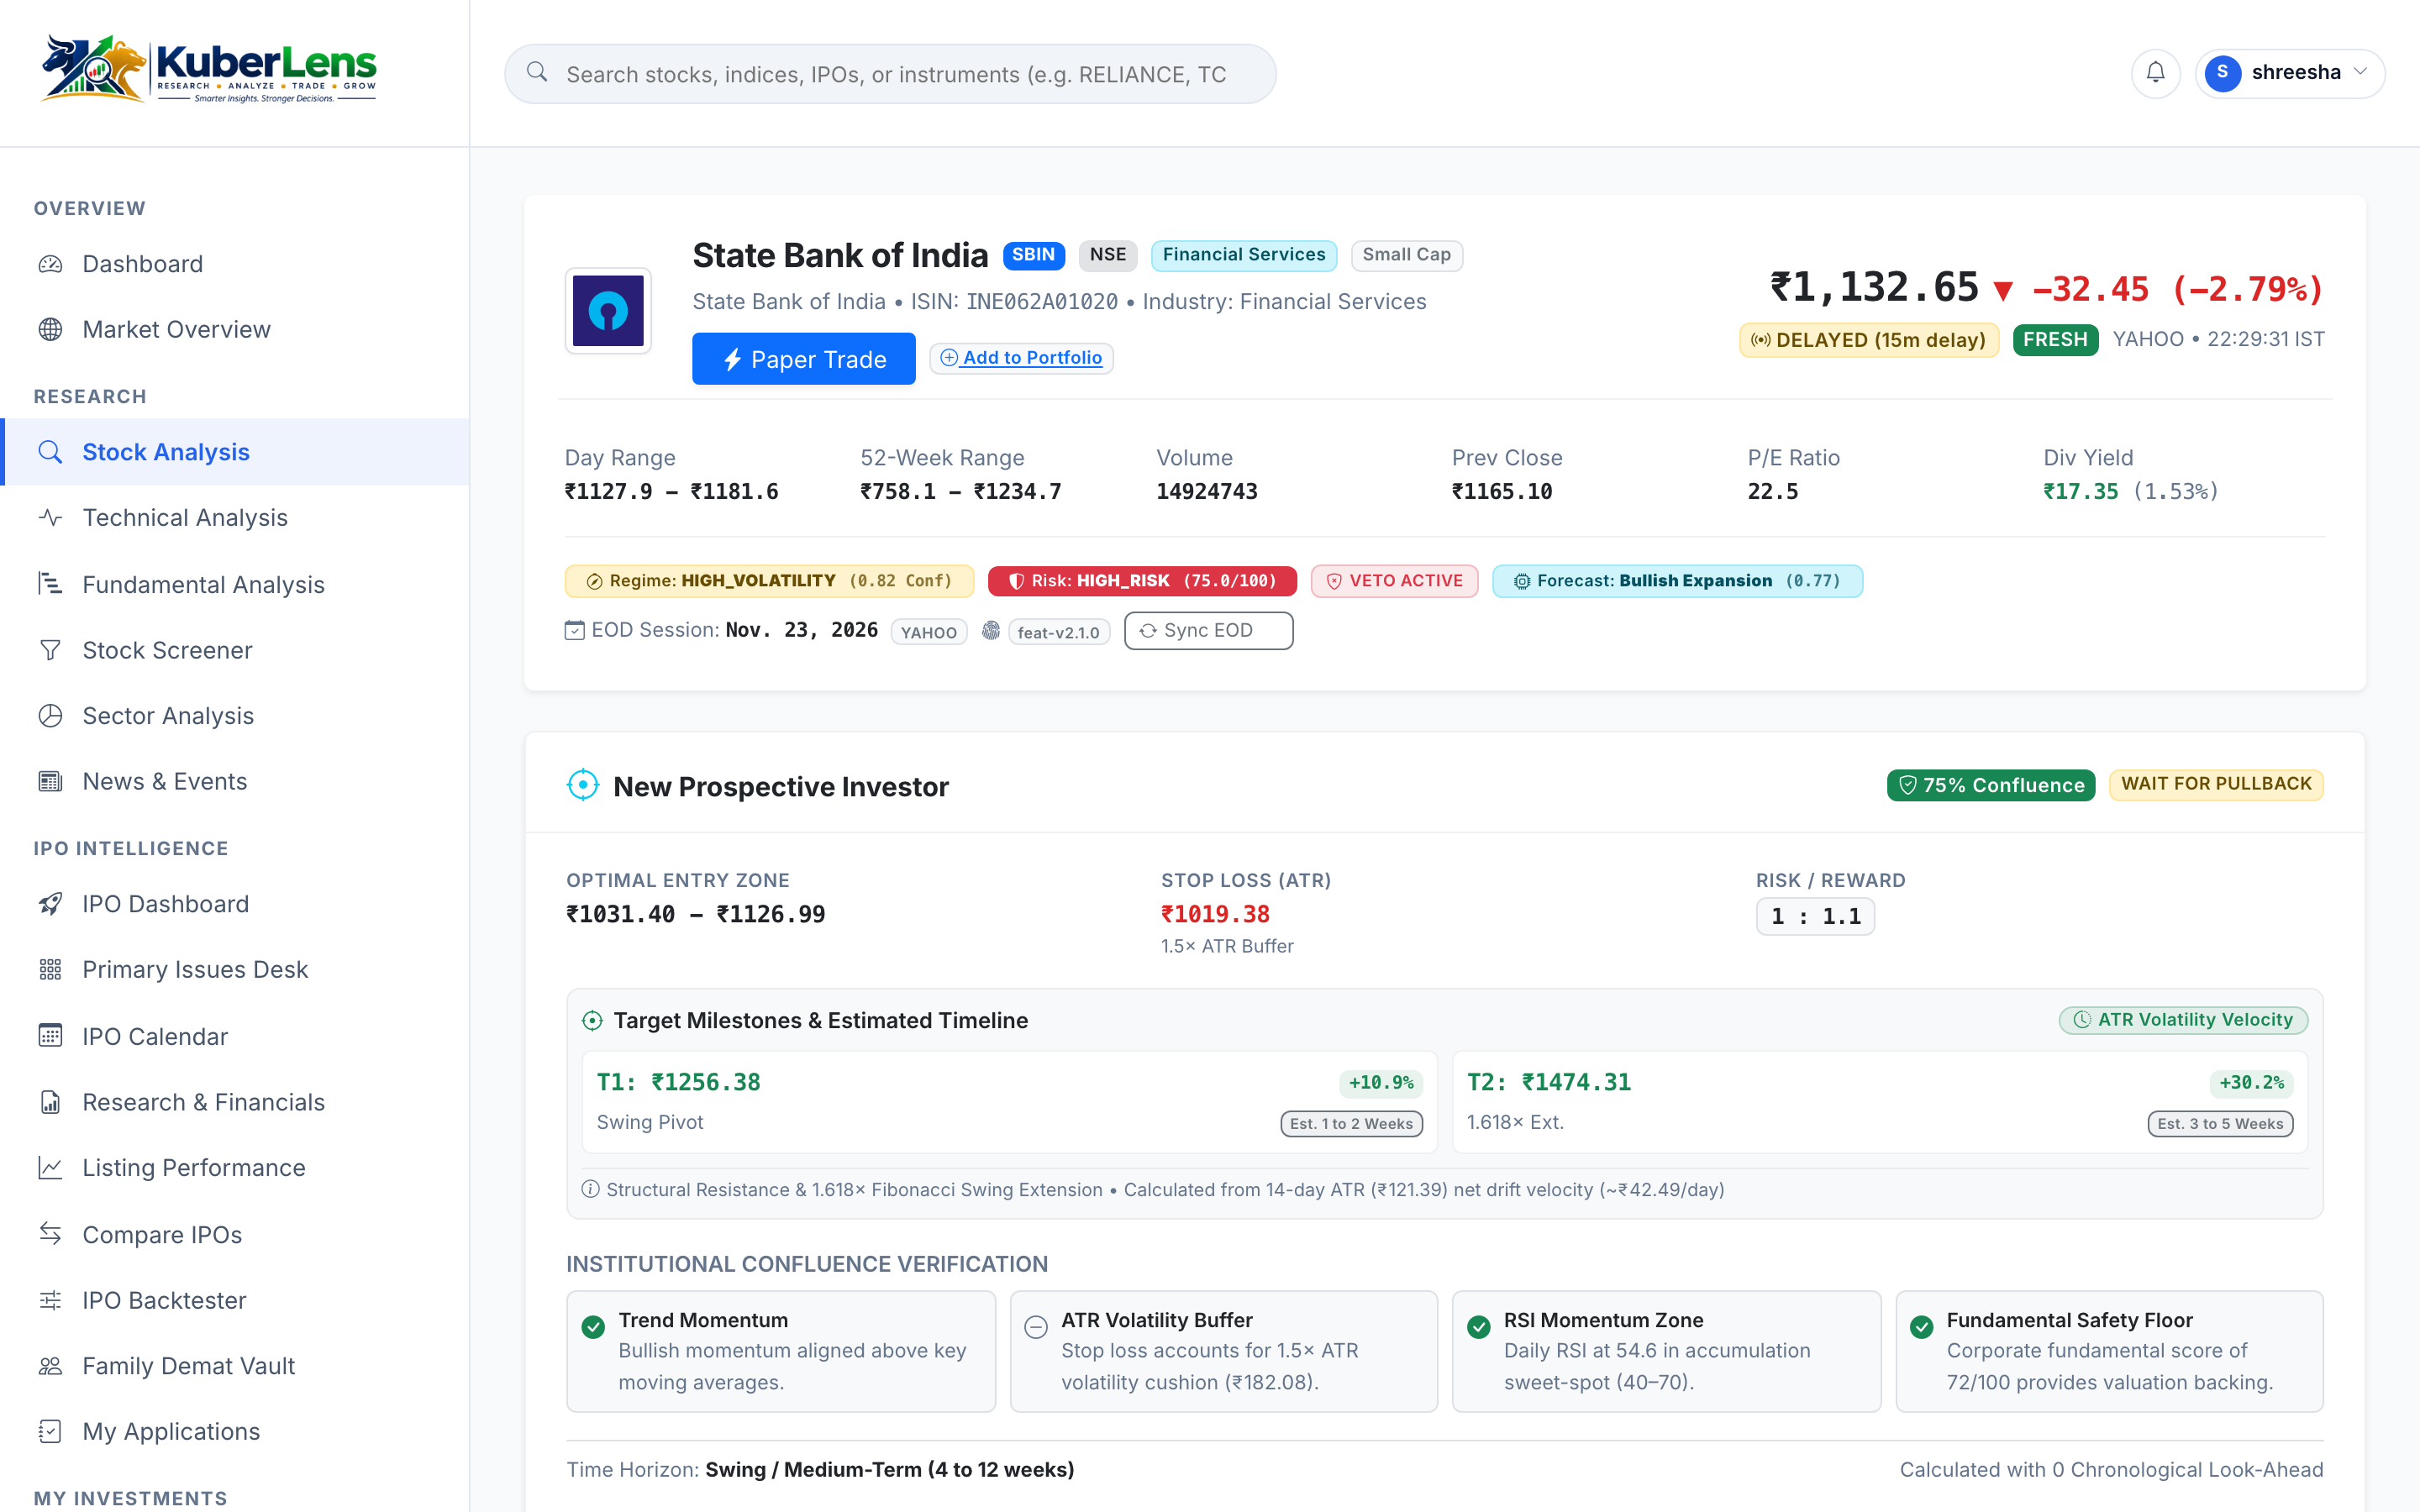 KuberLens
RESEARCH • ANALYZE • TRADE • GROW
Smarter Insights. Stronger Decisions.
Search stocks, indices, IPOs, or instruments (e.g. RELIANCE, TC
S
shreesha
OVERVIEW
Dashboard
Market Overview
RESEARCH
Stock Analysis
Technical Analysis
Fundamental Analysis
Stock Screener
Sector Analysis
News & Events
IPO INTELLIGENCE
IPO Dashboard
Primary Issues Desk
IPO Calendar
Research & Financials
Listing Performance
Compare IPOs
IPO Backtester
Family Demat Vault
My Applications
MY INVESTMENTS
State Bank of India SBIN NSE Financial Services Small Cap
State Bank of India • ISIN: INE062A01020 • Industry: Financial Services
Paper Trade Add to Portfolio
₹1,132.65 ▼ −32.45 (−2.79%)
DELAYED (15m delay) FRESH YAHOO • 22:29:31 IST
Day Range 52-Week Range Volume Prev Close P/E Ratio Div Yield
₹1127.9 – ₹1181.6 ₹758.1 – ₹1234.7 14924743 ₹1165.10 22.5 ₹17.35 (1.53%)
Regime: HIGH_VOLATILITY (0.82 Conf) Risk: HIGH_RISK (75.0/100) VETO ACTIVE Forecast: Bullish Expansion (0.77)
EOD Session: Nov. 23, 2026 YAHOO feat-v2.1.0 Sync EOD
New Prospective Investor 75% Confluence WAIT FOR PULLBACK
OPTIMAL ENTRY ZONE STOP LOSS (ATR) RISK / REWARD
₹1031.40 – ₹1126.99 ₹1019.38 1 : 1.1
1.5× ATR Buffer
Target Milestones & Estimated Timeline ATR Volatility Velocity
T1: ₹1256.38 +10.9% T2: ₹1474.31 +30.2%
Swing Pivot Est. 1 to 2 Weeks 1.618× Ext. Est. 3 to 5 Weeks
Structural Resistance & 1.618× Fibonacci Swing Extension • Calculated from 14-day ATR (₹121.39) net drift velocity (~₹42.49/day)
INSTITUTIONAL CONFLUENCE VERIFICATION
Trend Momentum
Bullish momentum aligned above key
moving averages.
ATR Volatility Buffer
Stop loss accounts for 1.5× ATR
volatility cushion (₹182.08).
RSI Momentum Zone
Daily RSI at 54.6 in accumulation
sweet-spot (40–70).
Fundamental Safety Floor
Corporate fundamental score of
72/100 provides valuation backing.
Time Horizon: Swing / Medium-Term (4 to 12 weeks) Calculated with 0 Chronological Look-Ahead